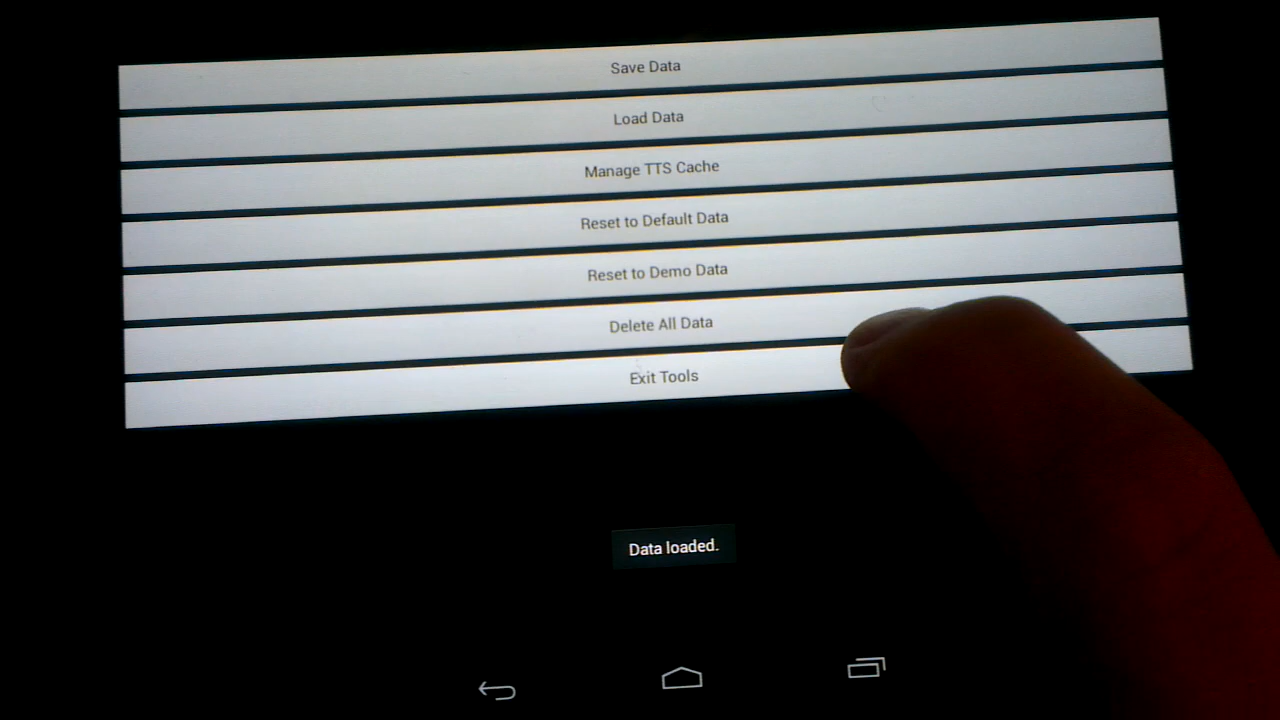 Save Data
Load Data
Manage TTS Cache
Reset to Default Data
Reset to Demo Data
Delete All Data
Exit Tools
Data loaded.